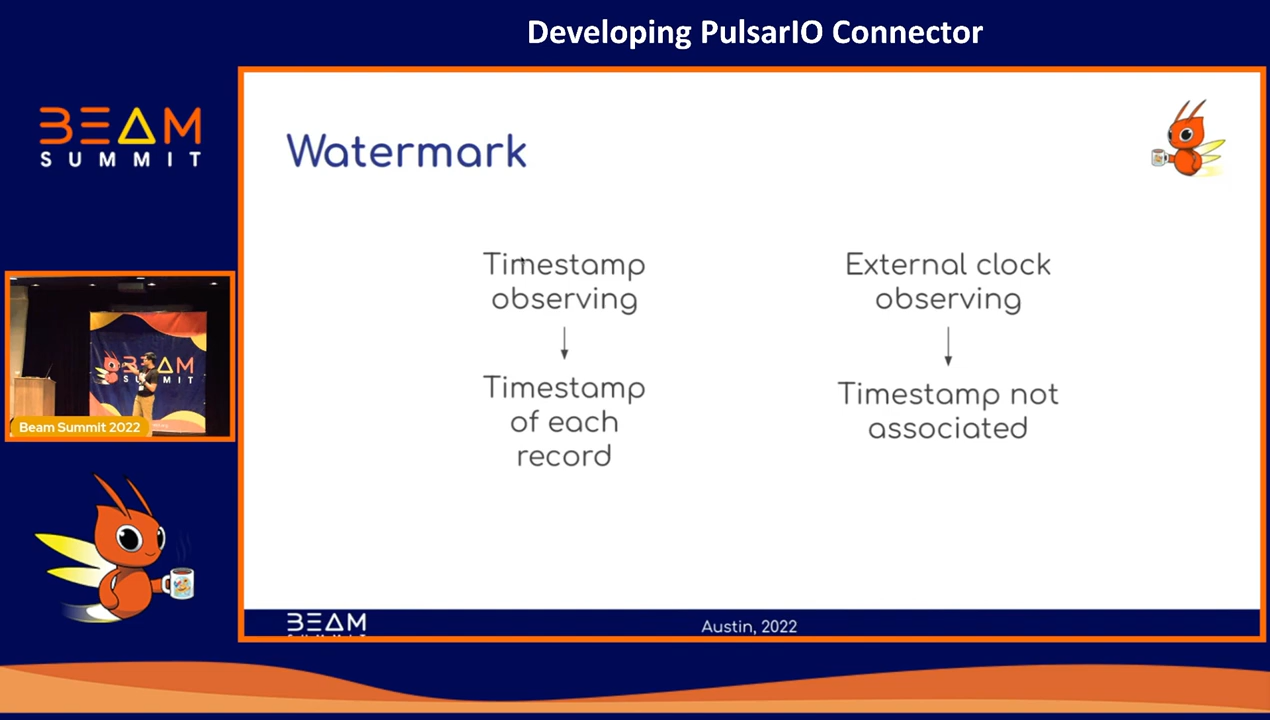 Developing PulsarIO Connector
BEAM
SUMMIT
Watermark
Timestamp
observing
Timestamp
of each
record
External clock
observing
Timestamp not
associated
BEAM
SUMMIT
Beam Summit 2022
BEAM
Austin, 2022